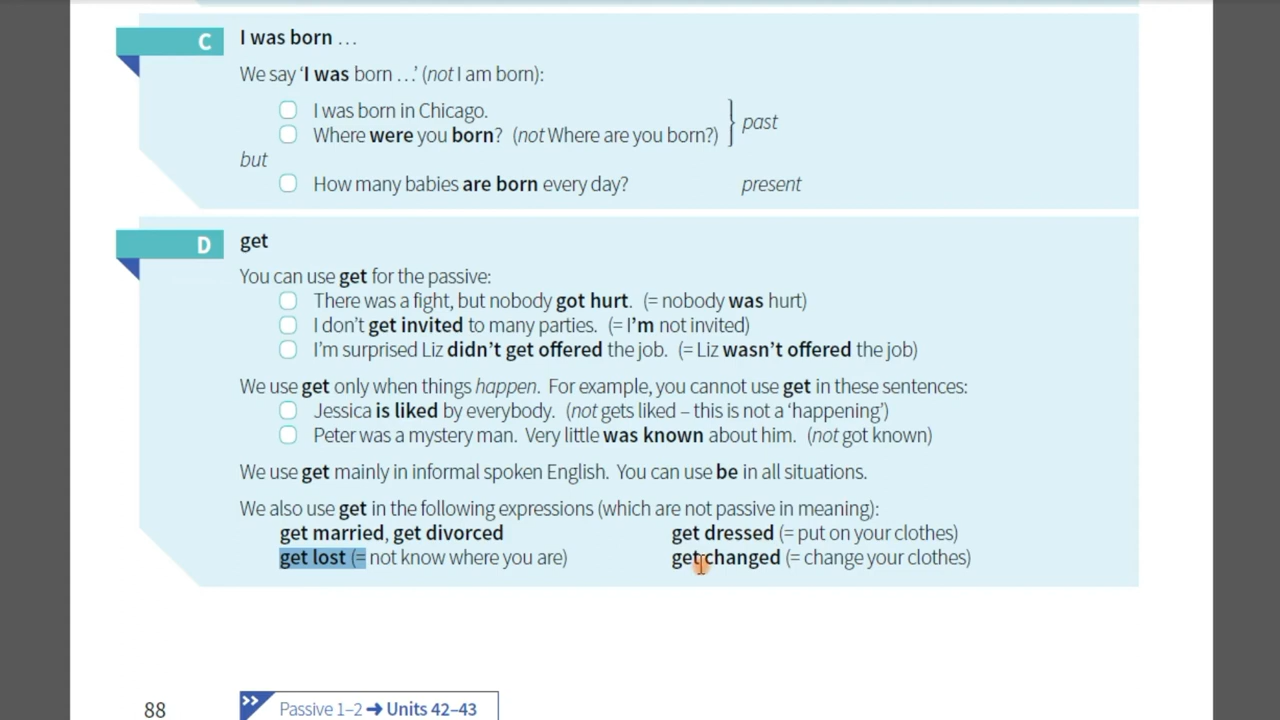 C I was born …
We say ‘I was born …’ (not I am born):
I was born in Chicago.
Where were you born? (not Where are you born?) past
but
How many babies are born every day? present
D get
You can use get for the passive:
There was a fight, but nobody got hurt. (= nobody was hurt)
I don’t get invited to many parties. (= I’m not invited)
I’m surprised Liz didn’t get offered the job. (= Liz wasn’t offered the job)
We use get only when things happen. For example, you cannot use get in these sentences:
Jessica is liked by everybody. (not gets liked – this is not a ‘happening’)
Peter was a mystery man. Very little was known about him. (not got known)
We use get mainly in informal spoken English. You can use be in all situations.
We also use get in the following expressions (which are not passive in meaning):
get married, get divorced get dressed (= put on your clothes)
get lost (= not know where you are) get changed (= change your clothes)
88 Passive 1–2 ➜ Units 42–43